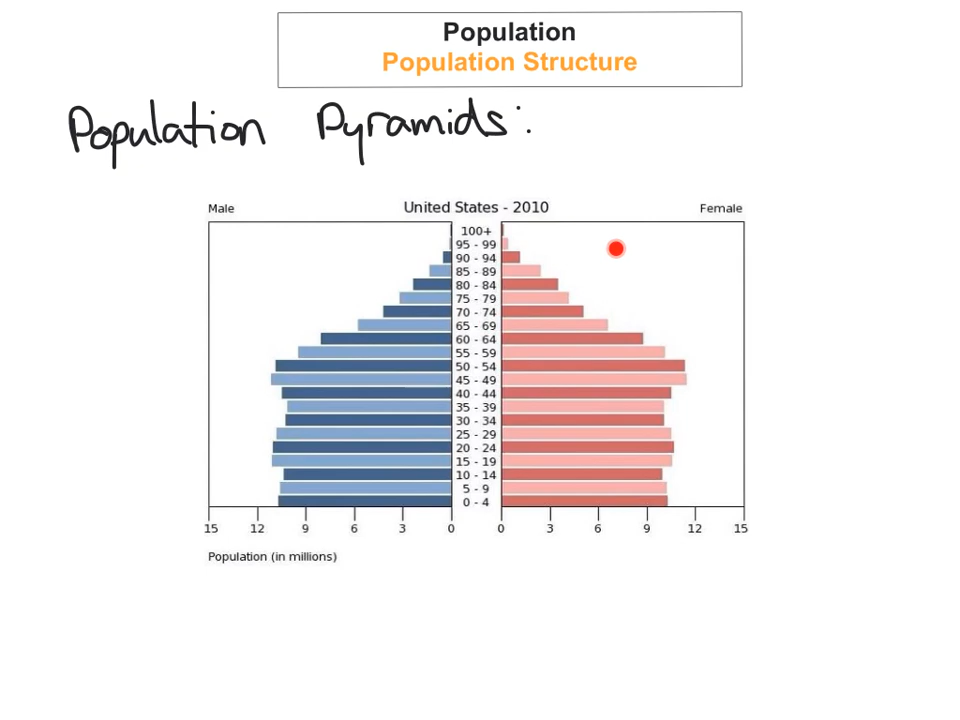 Population
Population Structure
Population Pyramids:
Male United States - 2010 Female
100+
95 - 99
90 - 94
85 - 89
80 - 84
75 - 79
70 - 74
65 - 69
60 - 64
55 - 59
50 - 54
45 - 49
40 - 44
35 - 39
30 - 34
25 - 29
20 - 24
15 - 19
10 - 14
5 - 9
0 - 4
15 12 9 6 3 0 0 3 6 9 12 15
Population (in millions)